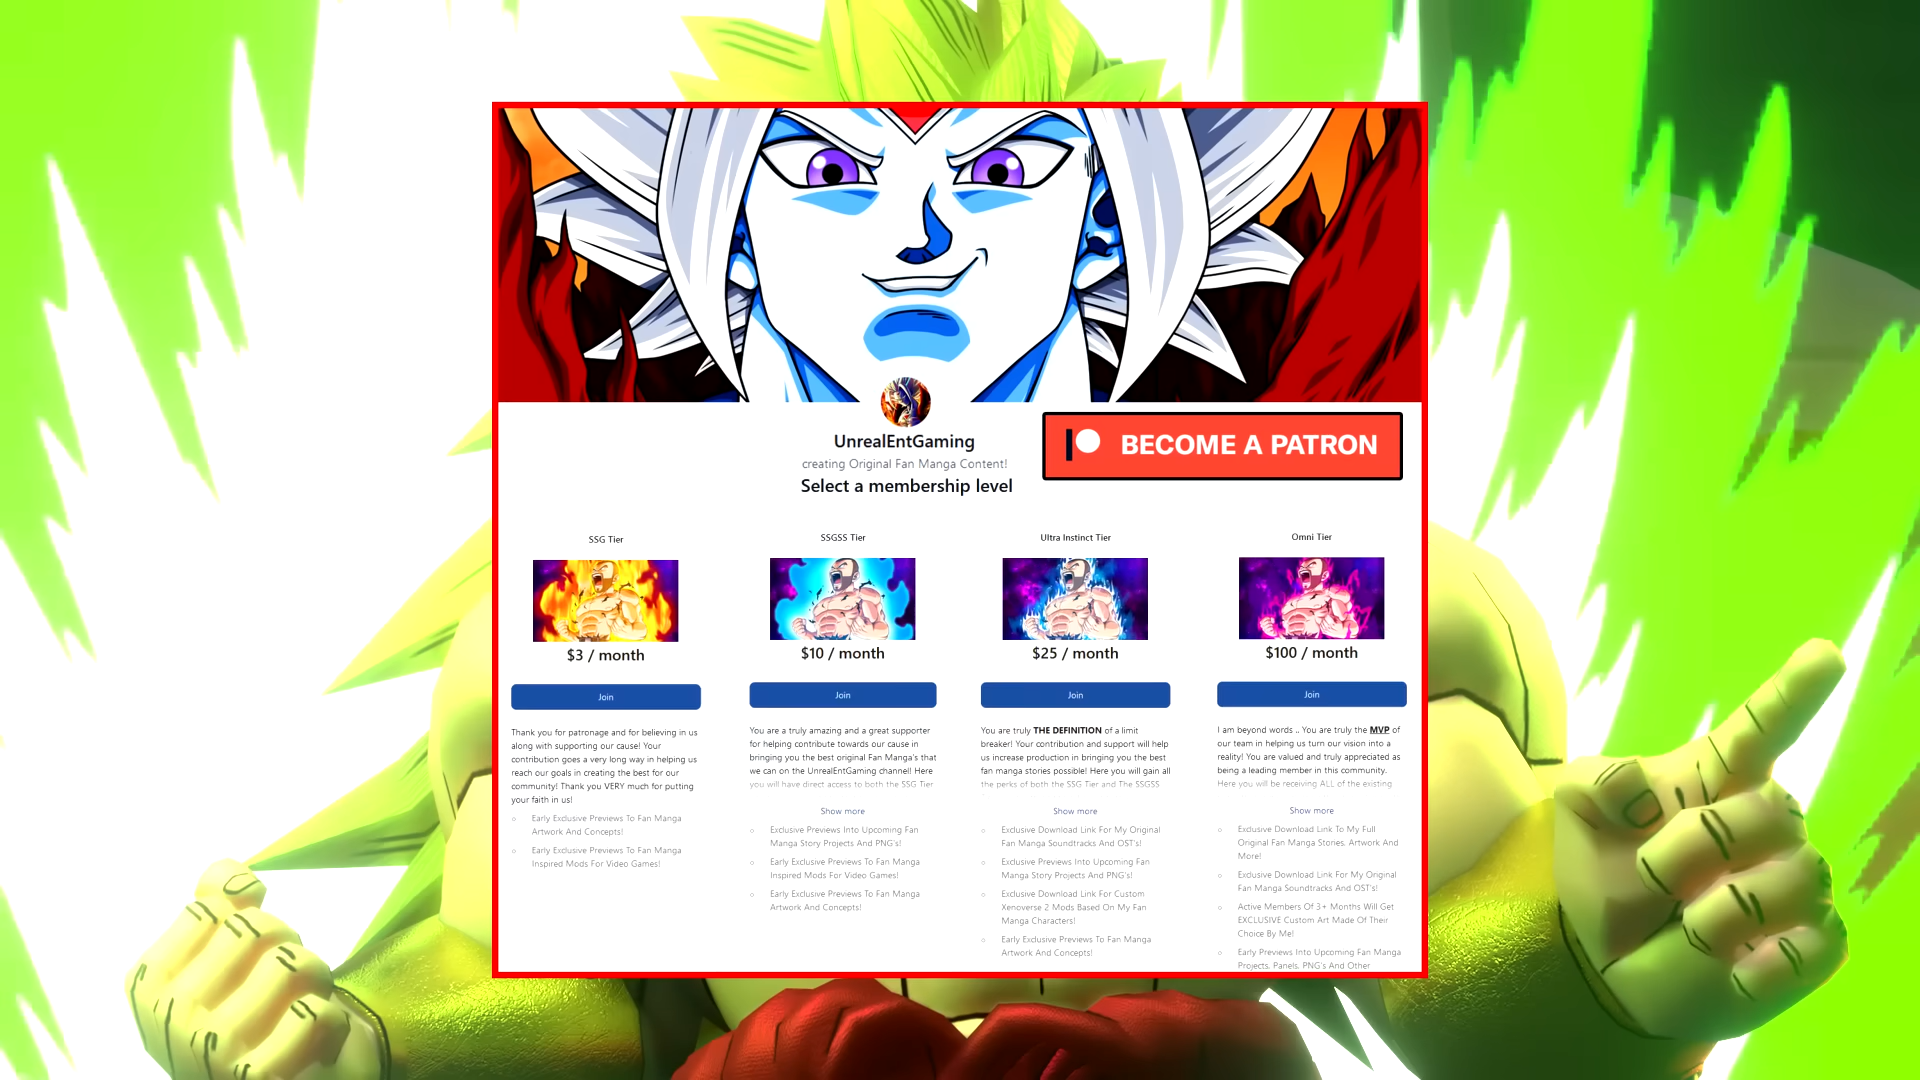 UnrealEntGaming
creating Original Fan Manga Content!
Select a membership level
BECOME A PATRON
SSG Tier
$3 / month
Join
Thank you for patronage and for believing in us
along with supporting our cause! Your
contribution goes a very long way in helping us
reach our goals in creating the best for our
community! Thank you VERY much for putting
your faith in us!
Early Exclusive Previews To Fan Manga
Artwork And Concepts!
Early Exclusive Previews To Fan Manga
Inspired Mods For Video Games!
SSGSS Tier
$10 / month
Join
You are a truly amazing and a great supporter
for helping contribute towards our cause in
bringing you the best original Fan Manga's that
we can on the UnrealEntGaming channel! Here
you will have direct access to both the SSG Tier
Show more
Exclusive Previews Into Upcoming Fan
Manga Story Projects And PNG's!
Early Exclusive Previews To Fan Manga
Inspired Mods For Video Games!
Early Exclusive Previews To Fan Manga
Artwork And Concepts!
Ultra Instinct Tier
$25 / month
Join
You are truly THE DEFINITION of a limit
breaker! Your contribution and support will help
us increase production in bringing you the best
fan manga stories possible! Here you will gain all
the perks of both the SSG Tier and The SSGSS
Show more
Exclusive Download Link For My Original
Fan Manga Soundtracks And OST's!
Exclusive Previews Into Upcoming Fan
Manga Story Projects And PNG's!
Exclusive Download Link For Custom
Xenoverse 2 Mods Based On My Fan
Manga Characters!
Early Exclusive Previews To Fan Manga
Artwork And Concepts!
Omni Tier
$100 / month
Join
I am beyond words .. You are truly the MVP of
our team in helping us turn our vision into a
reality! You are valued and truly appreciated as
being a leading member in this community.
Here you will be receiving ALL of the existing
Show more
Exclusive Download Link To My Full
Original Fan Manga Stories, Artwork And
More!
Exclusive Download Link For My Original
Fan Manga Soundtracks And OST's!
Active Members Of 3+ Months Will Get
EXCLUSIVE Custom Art Made Of Their
Choice By Me!
Early Previews Into Upcoming Fan Manga
Projects, Panels, PNG's And Other